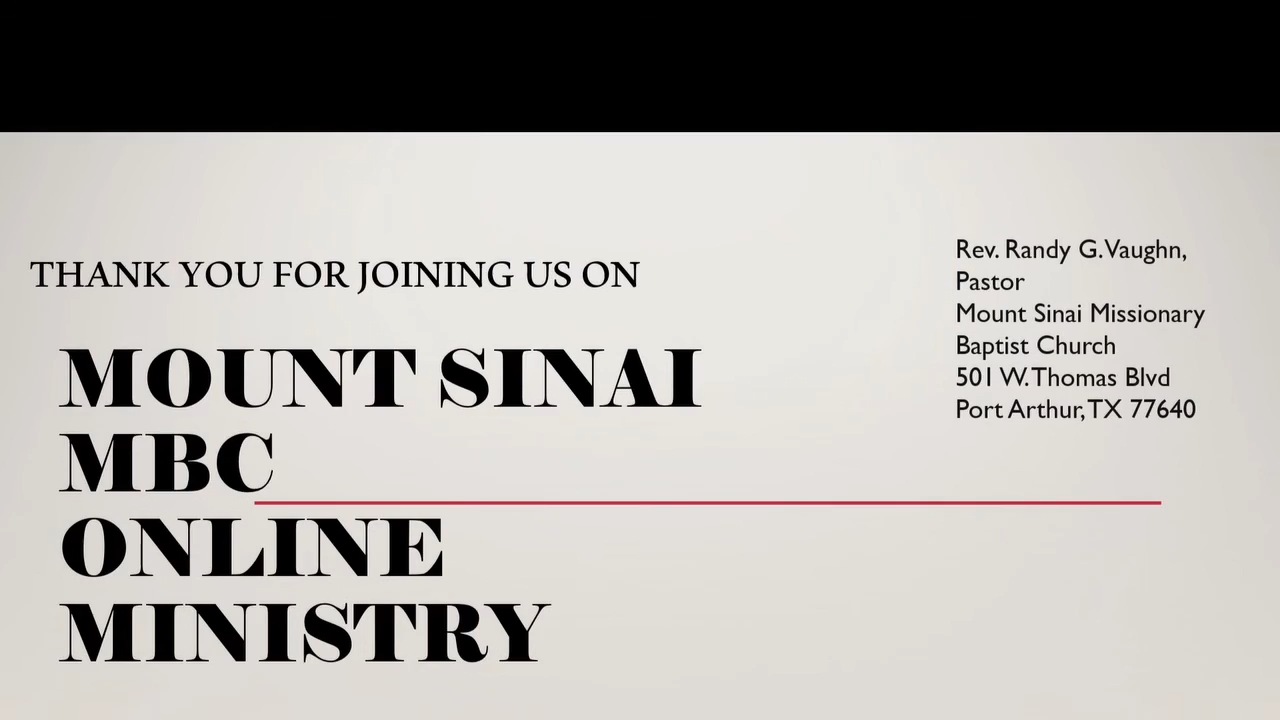 THANK YOU FOR JOINING US ON
MOUNT SINAI
MBC
ONLINE
MINISTRY
Rev. Randy G. Vaughn,
Pastor
Mount Sinai Missionary
Baptist Church
501 W. Thomas Blvd
Port Arthur, TX 77640